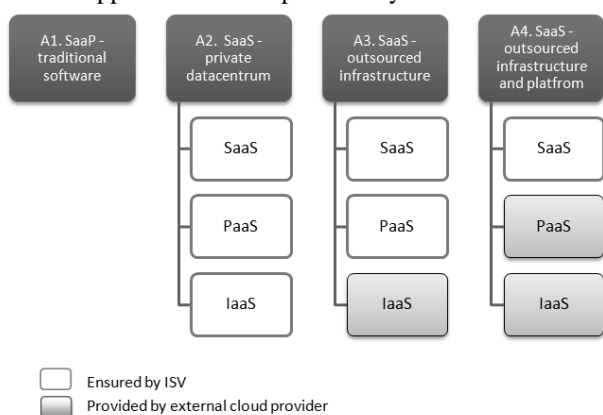 A1. SaaP -
traditional
software
A2. SaaS -
private
datacentrum
A3. SaaS -
outsourced
infrastructure
A4. SaaS -
outsourced
infrastructure
and platfrom
SaaS
SaaS
SaaS
PaaS
PaaS
PaaS
IaaS
IaaS
IaaS
Ensured by ISV
Provided by external cloud provider